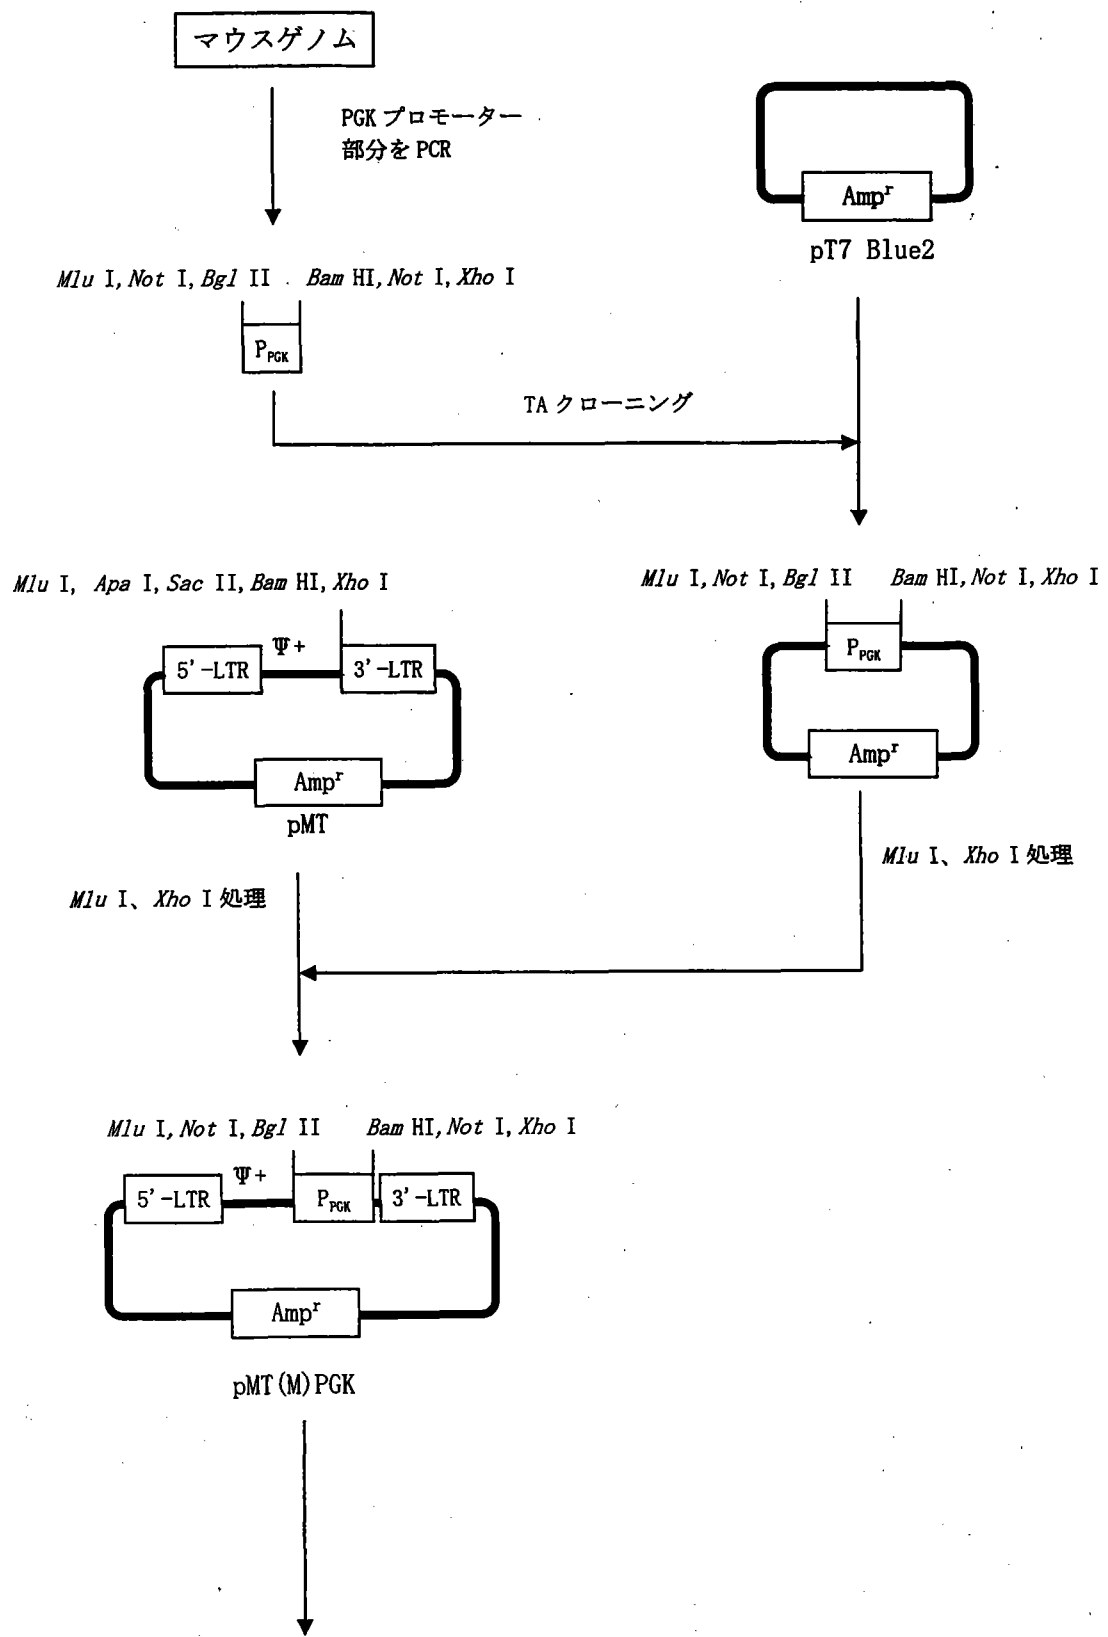 マウスゲノム
PGK プロモーター
部分を PCR
Ampʳ
pT7 Blue2
Mlu I, Not I, Bgl II Bam HI, Not I, Xho I
P_PGK
TA クローニング
Mlu I, Apa I, Sac II, Bam HI, Xho I
Ψ+
5'-LTR
3'-LTR
Ampʳ
pMT
Mlu I, Not I, Bgl II Bam HI, Not I, Xho I
P_PGK
Ampʳ
Mlu I、Xho I 処理
Mlu I、Xho I 処理
Mlu I, Not I, Bgl II Bam HI, Not I, Xho I
Ψ+
5'-LTR
P_PGK
3'-LTR
Ampʳ
pMT(M)PGK